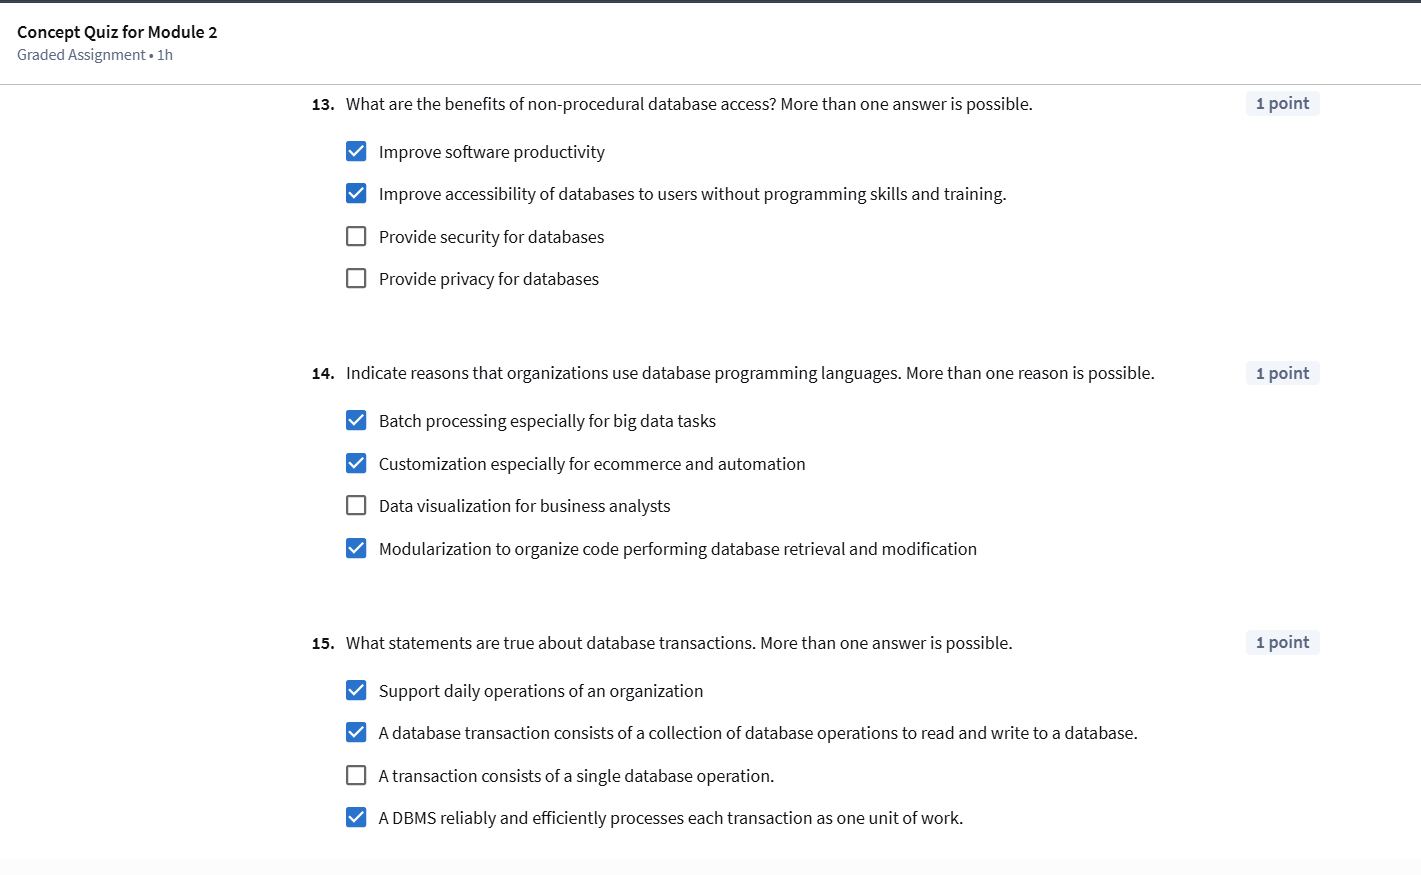 Concept Quiz for Module 2
Graded Assignment • 1h
13. What are the benefits of non-procedural database access? More than one answer is possible. 1 point
Improve software productivity
Improve accessibility of databases to users without programming skills and training.
Provide security for databases
Provide privacy for databases
14. Indicate reasons that organizations use database programming languages. More than one reason is possible. 1 point
Batch processing especially for big data tasks
Customization especially for ecommerce and automation
Data visualization for business analysts
Modularization to organize code performing database retrieval and modification
15. What statements are true about database transactions. More than one answer is possible. 1 point
Support daily operations of an organization
A database transaction consists of a collection of database operations to read and write to a database.
A transaction consists of a single database operation.
A DBMS reliably and efficiently processes each transaction as one unit of work.